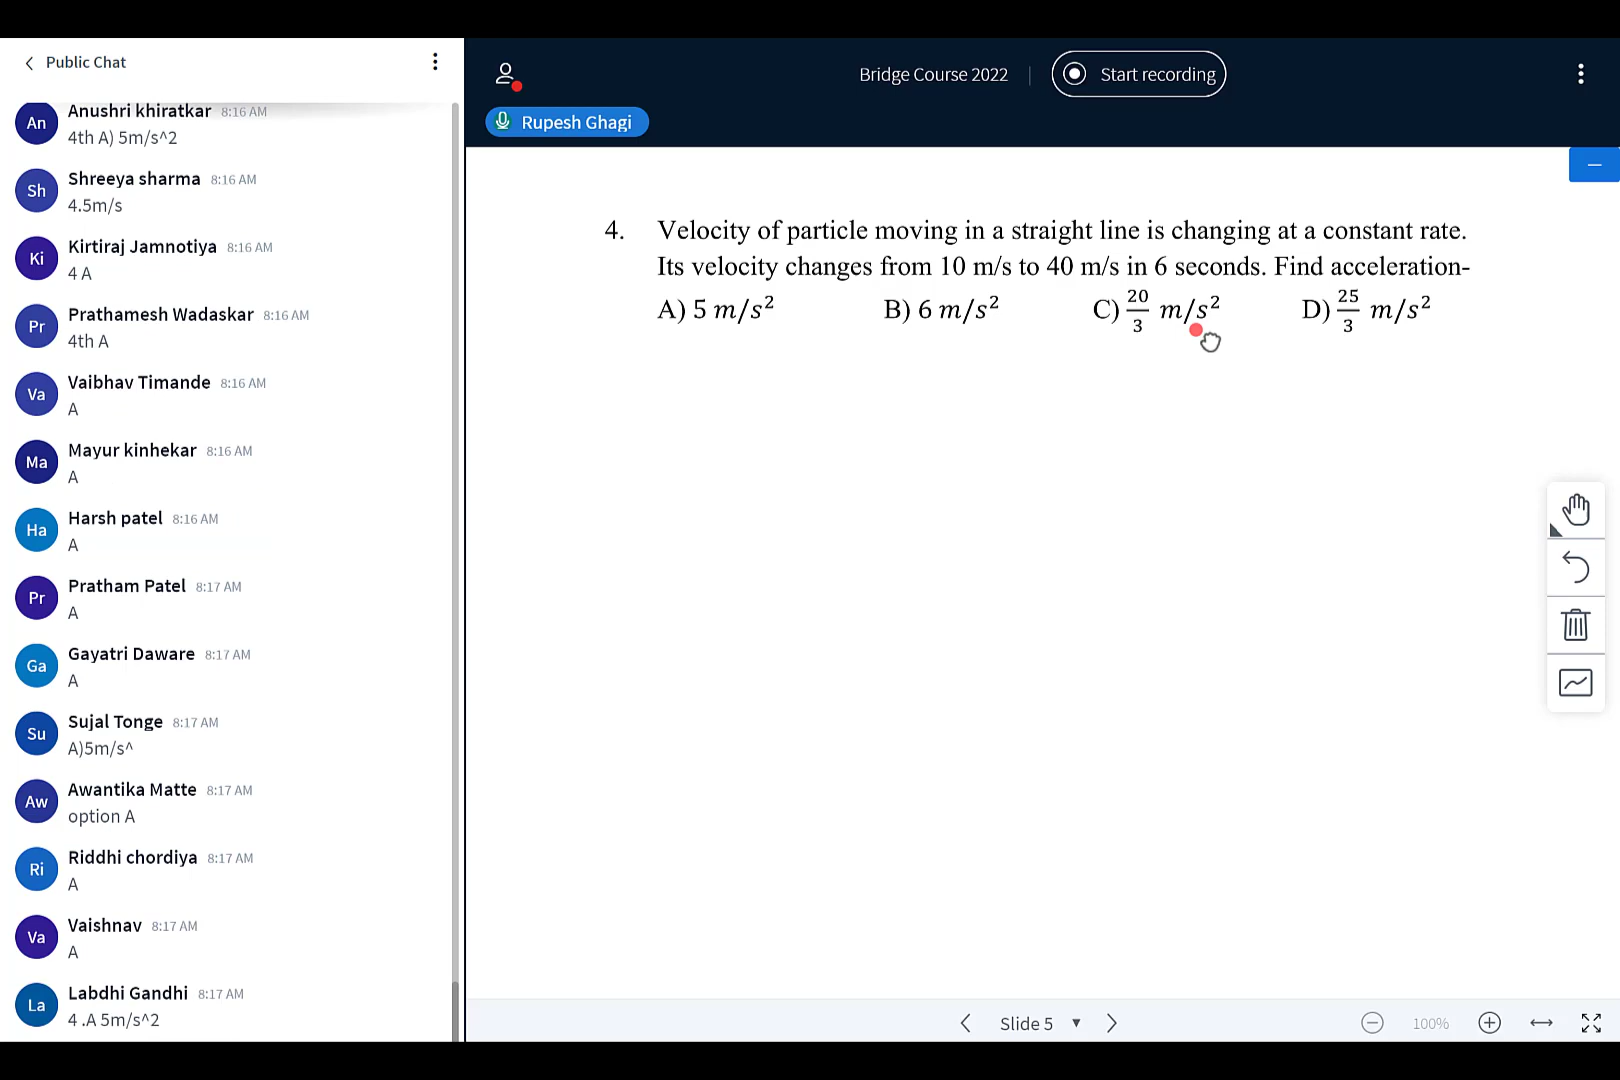 Public Chat
An
Anushri khiratkar 8:16 AM
4th A) 5m/s^2
Sh
Shreeya sharma 8:16 AM
4.5m/s
Ki
Kirtiraj Jamnotiya 8:16 AM
4 A
Pr
Prathamesh Wadaskar 8:16 AM
4th A
Va
Vaibhav Timande 8:16 AM
A
Ma
Mayur kinhekar 8:16 AM
A
Ha
Harsh patel 8:16 AM
A
Pr
Pratham Patel 8:17 AM
A
Ga
Gayatri Daware 8:17 AM
A
Su
Sujal Tonge 8:17 AM
A)5m/s^
Aw
Awantika Matte 8:17 AM
option A
Ri
Riddhi chordiya 8:17 AM
A
Va
Vaishnav 8:17 AM
A
La
Labdhi Gandhi 8:17 AM
4 .A 5m/s^2
Bridge Course 2022
Start recording
Rupesh Ghagi
4. Velocity of particle moving in a straight line is changing at a constant rate.
Its velocity changes from 10 m/s to 40 m/s in 6 seconds. Find acceleration-
A) 5 m/s² B) 6 m/s² C) 20/3 m/s² D) 25/3 m/s²
Slide 5
100%